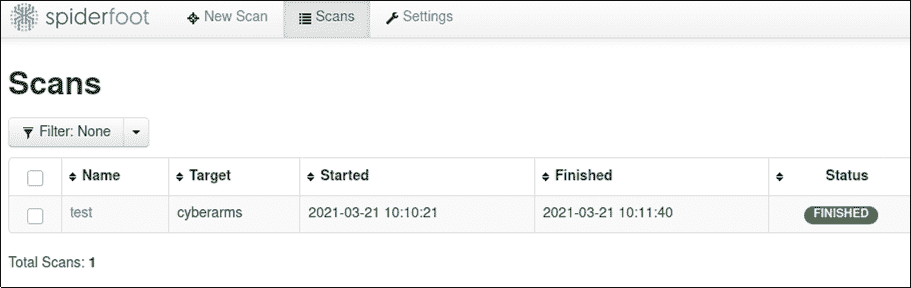 spiderfoot New Scan Scans Settings
Scans
Filter: None
Name Target Started Finished Status
test cyberarms 2021-03-21 10:10:21 2021-03-21 10:11:40 FINISHED
Total Scans: 1